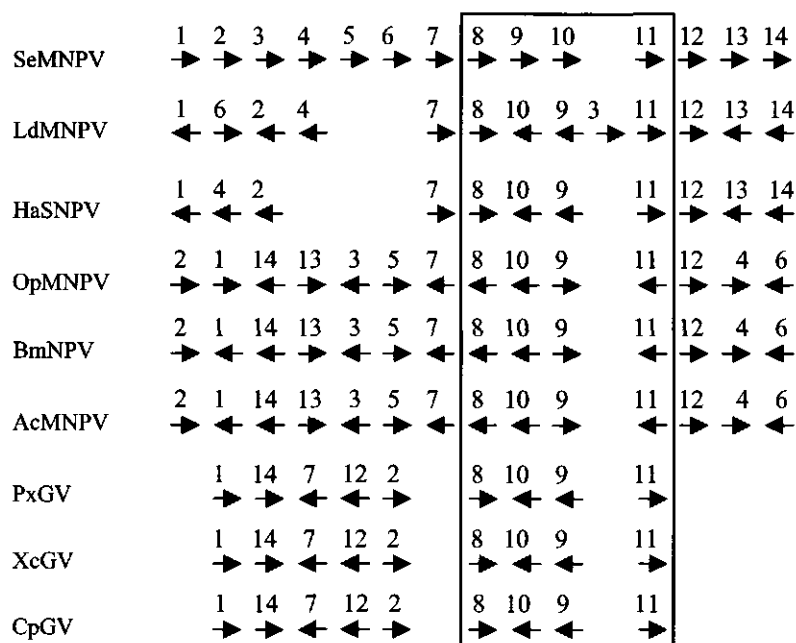 1 2 3 4 5 6 7 8 9 10 11 12 13 14
SeMNPV
1 6 2 4 7 8 10 9 3 11 12 13 14
LdMNPV
1 4 2 7 8 10 9 11 12 13 14
HaSNPV
2 1 14 13 3 5 7 8 10 9 11 12 4 6
OpMNPV
2 1 14 13 3 5 7 8 10 9 11 12 4 6
BmNPV
2 1 14 13 3 5 7 8 10 9 11 12 4 6
AcMNPV
1 14 7 12 2 8 10 9 11
PxGV
1 14 7 12 2 8 10 9 11
XcGV
1 14 7 12 2 8 10 9 11
CpGV